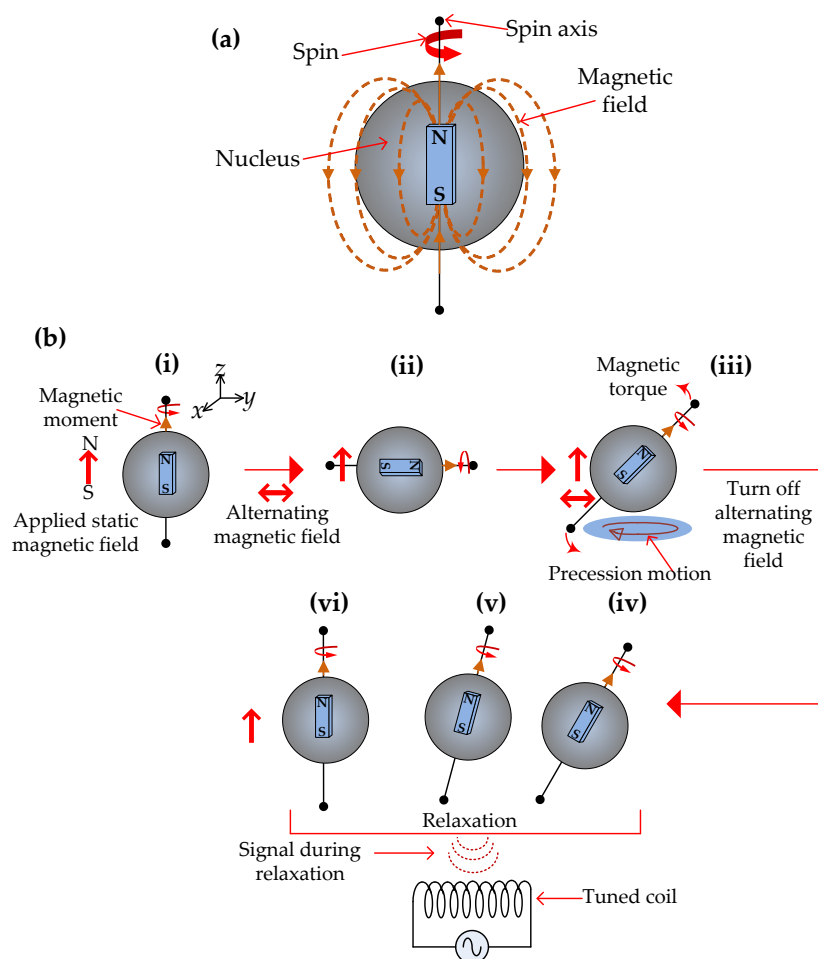 (a)
Spin axis
Spin
Magnetic
field
Nucleus
N
S
(b)
(i)
(ii)
(iii)
Magnetic
moment
z
y
x
N
S
N
S
Applied static
magnetic field
Alternating
magnetic field
N
S
Magnetic
torque
N
S
Precession motion
Turn off
alternating
magnetic
field
(vi)
(v)
(iv)
N
S
N
S
N
S
Relaxation
Signal during
relaxation
Tuned coil